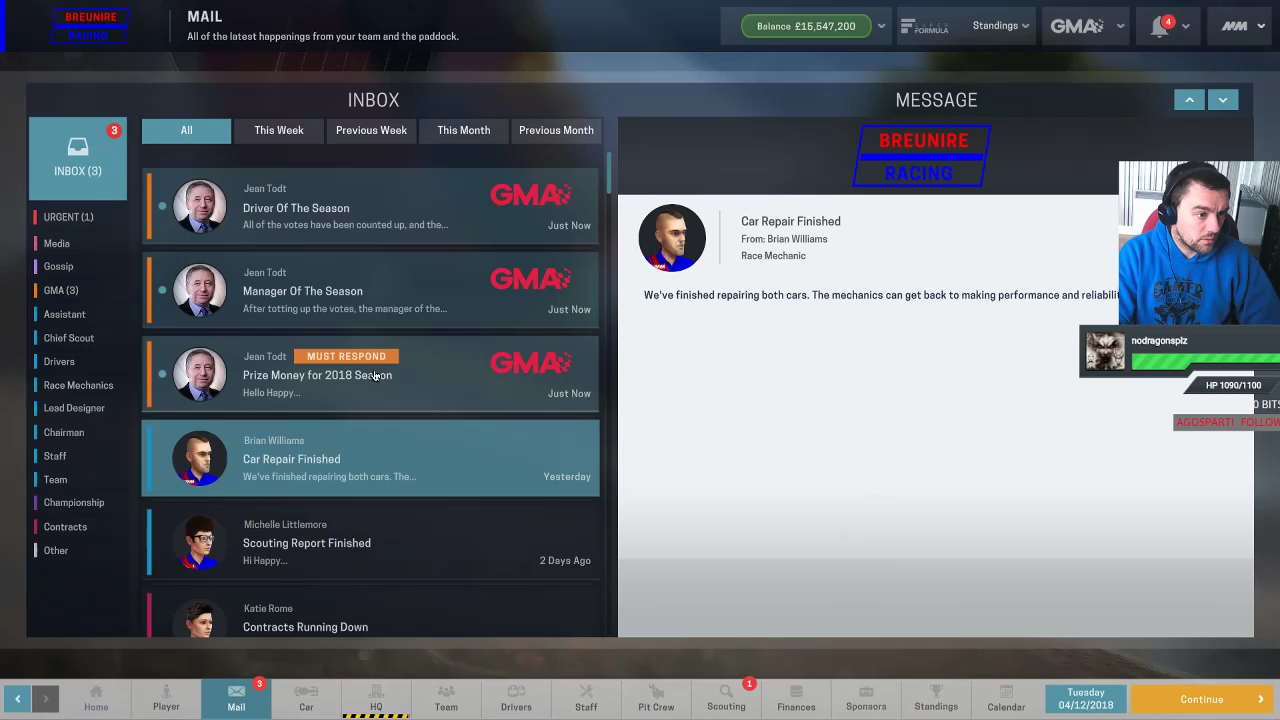 BREUNIRE
RACING
MAIL
All of the latest happenings from your team and the paddock.
Balance £15,547,200
SUPER
FORMULA
Standings
GMA
4
INBOX
MESSAGE
3
INBOX (3)
URGENT (1)
Media
Gossip
GMA (3)
Assistant
Chief Scout
Drivers
Race Mechanics
Lead Designer
Chairman
Staff
Team
Championship
Contracts
Other
All
This Week
Previous Week
This Month
Previous Month
Jean Todt
Driver Of The Season
All of the votes have been counted up, and the...
GMA
Just Now
Jean Todt
Manager Of The Season
After totting up the votes, the manager of the...
GMA
Just Now
Jean Todt
MUST RESPOND
Prize Money for 2018 Season
Hello Happy...
GMA
Just Now
Brian Williams
Car Repair Finished
We've finished repairing both cars. The...
Yesterday
Michelle Littlemore
Scouting Report Finished
Hi Happy...
2 Days Ago
Katie Rome
Contracts Running Down
BREUNIRE
RACING
Car Repair Finished
From: Brian Williams
Race Mechanic
We've finished repairing both cars. The mechanics can get back to making performance and reliabilit
nodragonsplz
HP 1090/1100
0 BITS
AGOSPARTI FOLLOW
Home
Player
3
Mail
Car
HQ
Team
Drivers
Staff
Pit Crew
1
Scouting
Finances
Sponsors
Standings
Calendar
Tuesday
04/12/2018
Continue